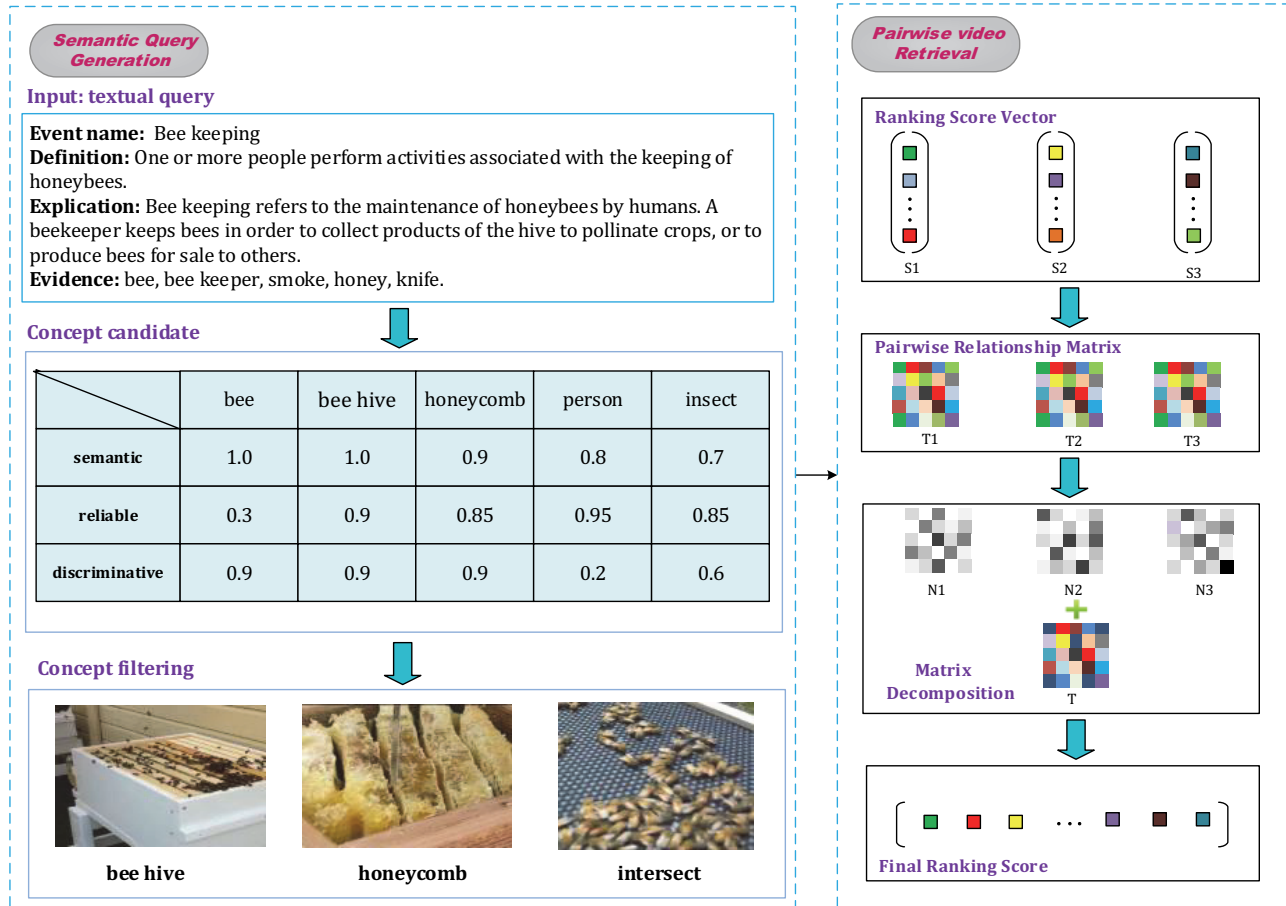 Semantic Query
Generation
Input: textual query
Event name: Bee keeping
Definition: One or more people perform activities associated with the keeping of
honeybees.
Explication: Bee keeping refers to the maintenance of honeybees by humans. A
beekeeper keeps bees in order to collect products of the hive to pollinate crops, or to
produce bees for sale to others.
Evidence: bee, bee keeper, smoke, honey, knife.
Concept candidate
bee bee hive honeycomb person insect
semantic 1.0 1.0 0.9 0.8 0.7
reliable 0.3 0.9 0.85 0.95 0.85
discriminative 0.9 0.9 0.9 0.2 0.6
Concept filtering
bee hive honeycomb intersect
Pairwise video
Retrieval
Ranking Score Vector
S1 S2 S3
Pairwise Relationship Matrix
T1 T2 T3
N1 N2 N3
Matrix
Decomposition
T
Final Ranking Score